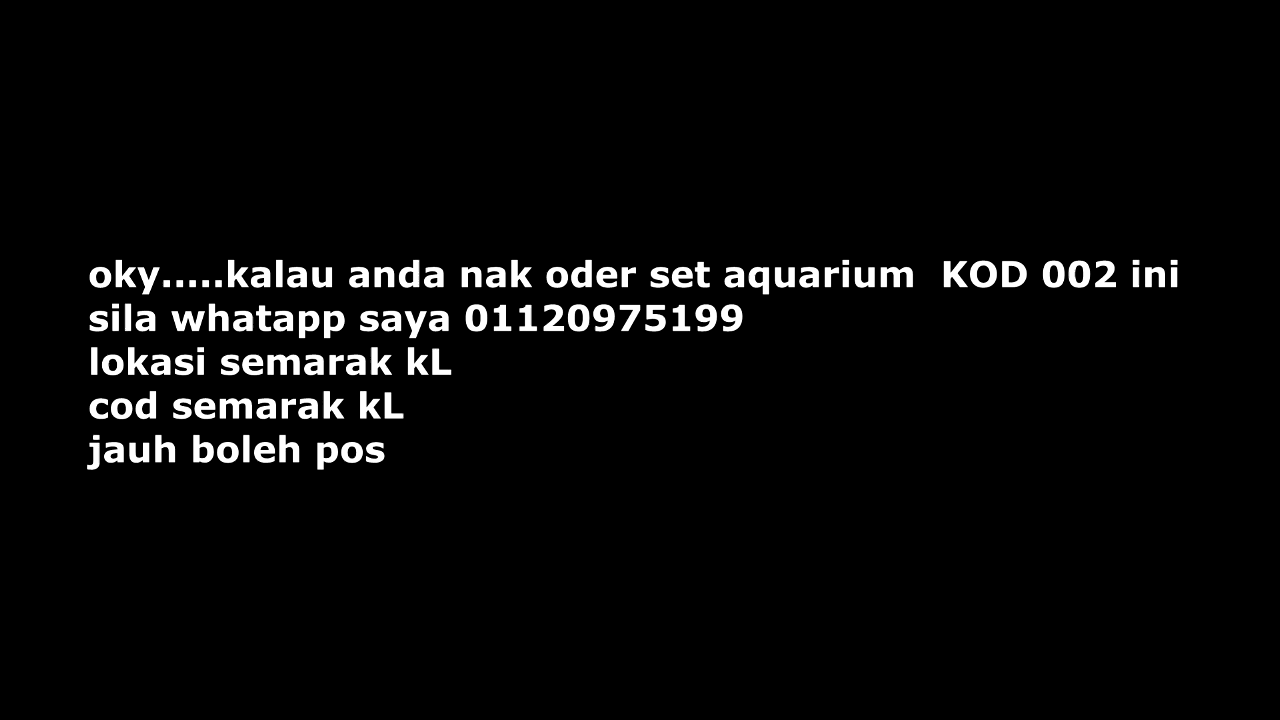 oky.....kalau anda nak oder set aquarium  KOD 002 ini
sila whatapp saya 01120975199
lokasi semarak kL
cod semarak kL
jauh boleh pos